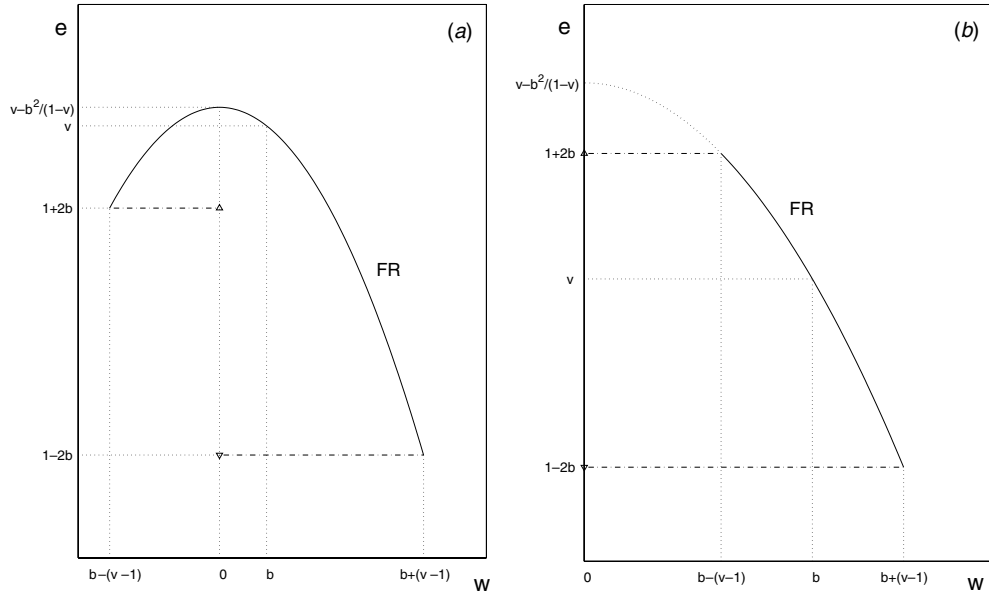 e
(a)
v−b²/(1−v)
v
1+2b
FR
1−2b
b−(v −1)
0
b
b+(v−1)
w
e
(b)
v−b²/(1−v)
1+2b
FR
v
1−2b
0
b−(v−1)
b
b+(v−1)
w